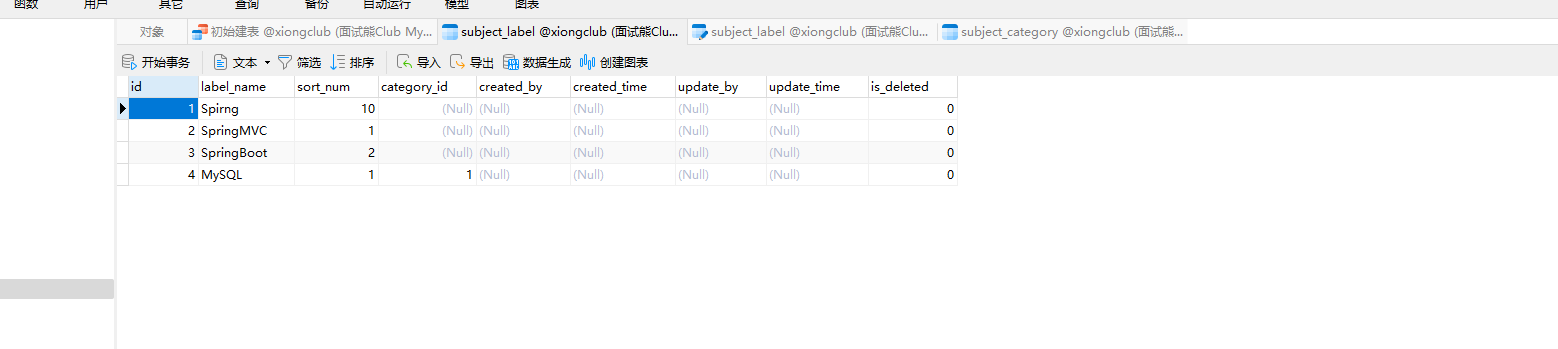 函数 用户 其它 查询 备份 自动运行 模型 图表
对象 初始建表 @xiongclub (面试熊Club My... subject_label @xiongclub (面试熊Clu... subject_label @xiongclub (面试熊Clu... subject_category @xiongclub (面试熊...
开始事务 文本 筛选 排序 导入 导出 数据生成 创建图表
id label_name sort_num category_id created_by created_time update_by update_time is_deleted
1 Spirng 10 (Null) (Null) (Null) (Null) (Null) 0
2 SpringMVC 1 (Null) (Null) (Null) (Null) (Null) 0
3 SpringBoot 2 (Null) (Null) (Null) (Null) (Null) 0
4 MySQL 1 1 (Null) (Null) (Null) (Null) 0